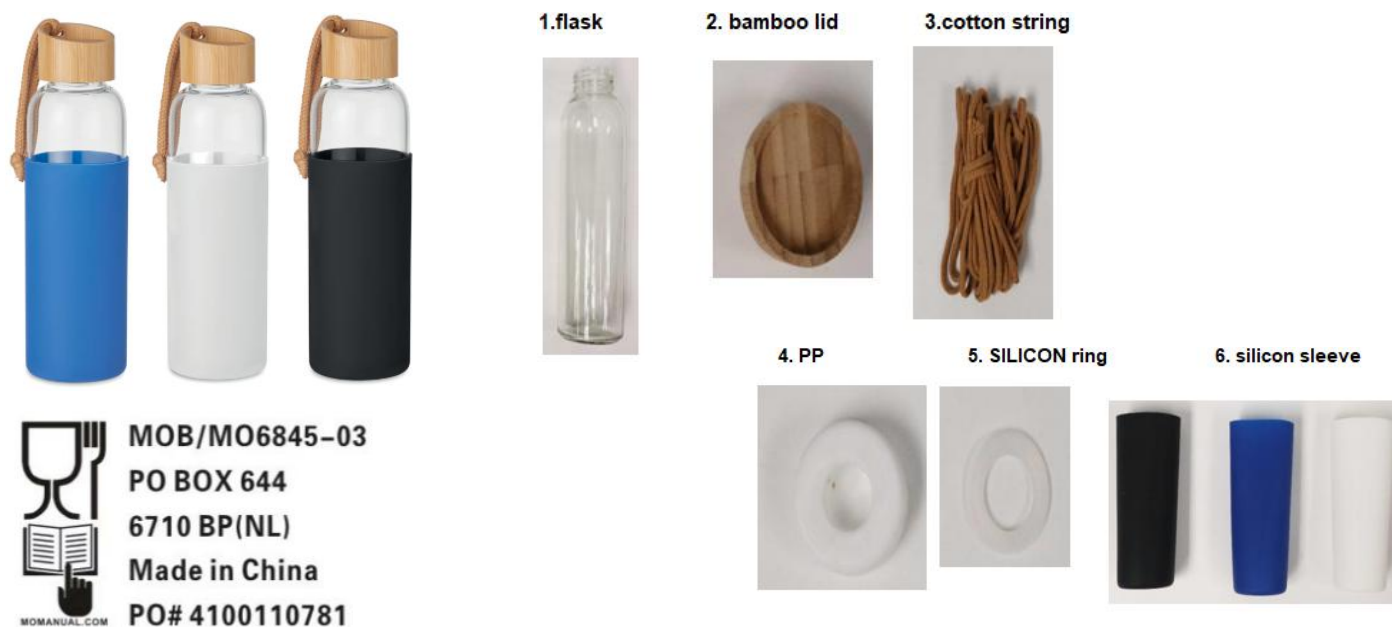 1.flask
2. bamboo lid
3.cotton string
4. PP
5. SILICON ring
6. silicon sleeve
MOB/MO6845-03
PO BOX 644
6710 BP(NL)
Made in China
PO# 4100110781
MOMANUAL.COM